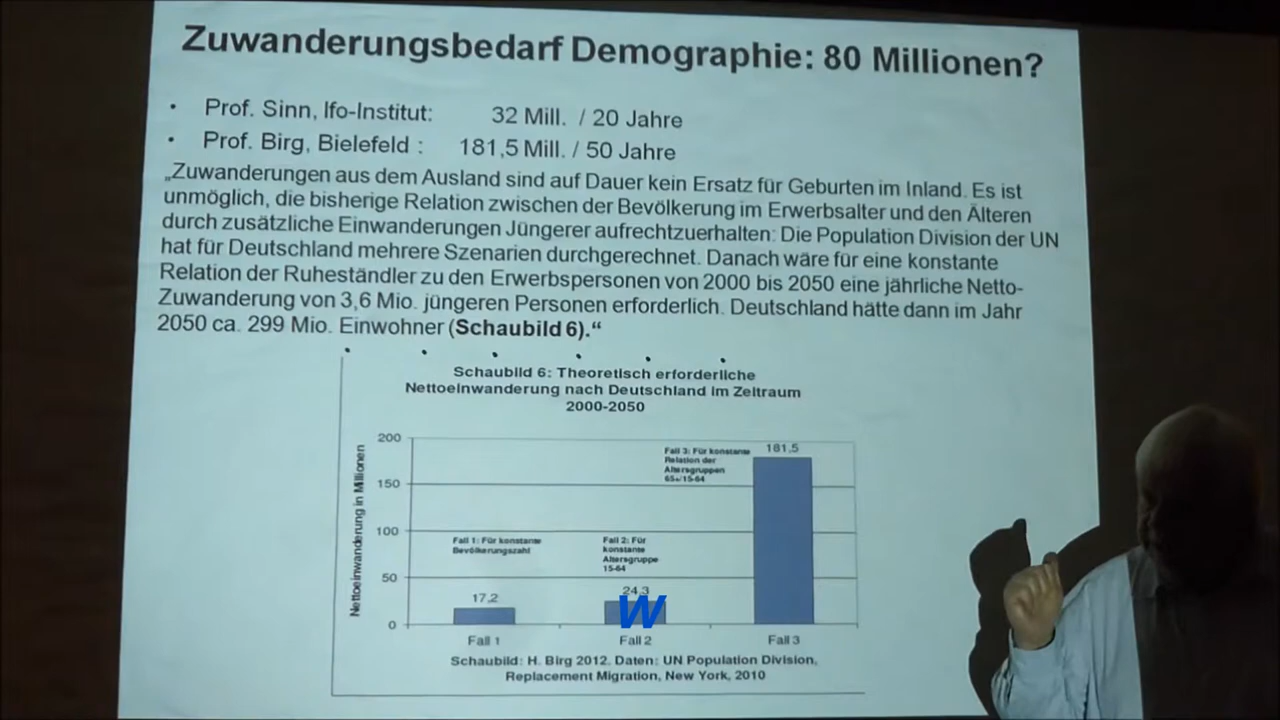 Zuwanderungsbedarf Demographie: 80 Millionen?
• Prof. Sinn, Ifo-Institut: 32 Mill. / 20 Jahre
• Prof. Birg, Bielefeld : 181,5 Mill. / 50 Jahre
„Zuwanderungen aus dem Ausland sind auf Dauer kein Ersatz für Geburten im Inland. Es ist
unmöglich, die bisherige Relation zwischen der Bevölkerung im Erwerbsalter und den Älteren
durch zusätzliche Einwanderungen Jüngerer aufrechtzuerhalten: Die Population Division der UN
hat für Deutschland mehrere Szenarien durchgerechnet. Danach wäre für eine konstante
Relation der Ruheständler zu den Erwerbspersonen von 2000 bis 2050 eine jährliche Netto-
Zuwanderung von 3,6 Mio. jüngeren Personen erforderlich. Deutschland hätte dann im Jahr
2050 ca. 299 Mio. Einwohner (Schaubild 6).“
Schaubild 6: Theoretisch erforderliche
Nettoeinwanderung nach Deutschland im Zeitraum
2000-2050
Nettoeinwanderung in Millionen
200
150
100
50
0
Fall 1: Für konstante
Bevölkerungszahl
17,2
Fall 2: Für
konstante
Altersgruppe
15-64
24,3
W
Fall 3: Für konstante
Relation der
Altersgruppen
65+/15-64
181,5
Fall 1
Fall 2
Fall 3
Schaubild: H. Birg 2012. Daten: UN Population Division,
Replacement Migration, New York, 2010